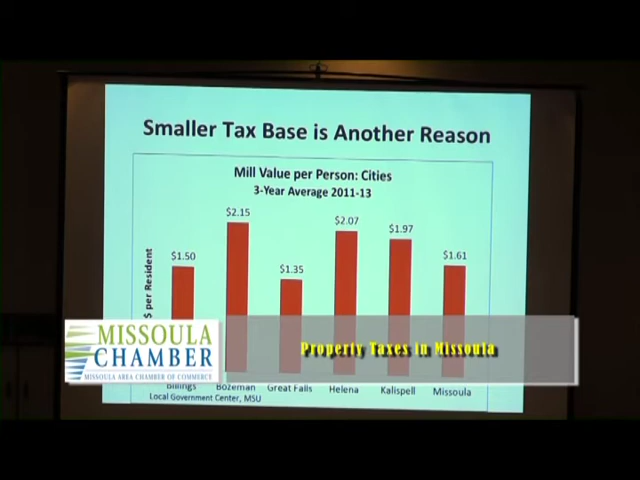 Smaller Tax Base is Another Reason
Mill Value per Person: Cities
3-Year Average 2011-13
$ per Resident
$1.50
$2.15
$1.35
$2.07
$1.97
$1.61
MISSOULA
CHAMBER
MISSOULA AREA CHAMBER OF COMMERCE
Property Taxes in Missoula
Billings Bozeman Great Falls Helena Kalispell Missoula
Local Government Center, MSU